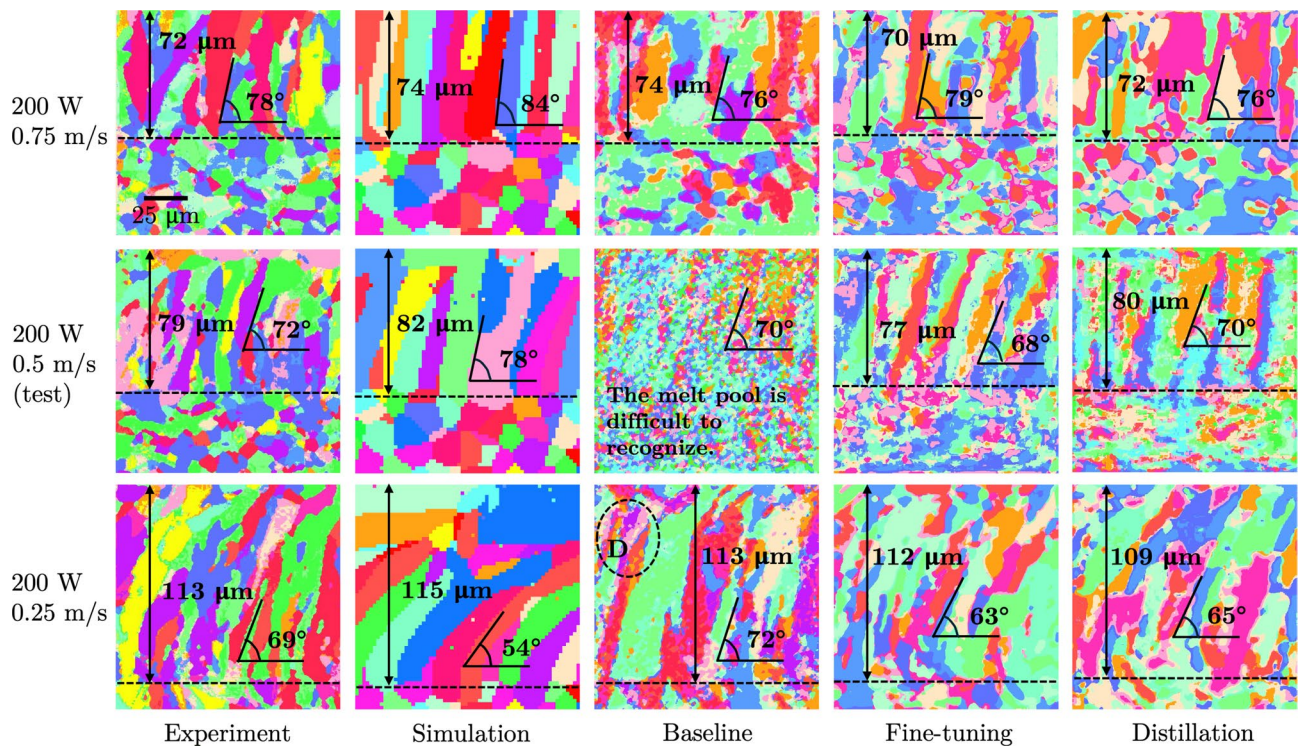 200 W
0.75 m/s
72 μm
78°
25 μm
74 μm
84°
74 μm
76°
70 μm
79°
72 μm
76°
200 W
0.5 m/s
(test)
79 μm
72°
82 μm
78°
70°
The melt pool is
difficult to
recognize.
77 μm
68°
80 μm
70°
200 W
0.25 m/s
113 μm
69°
115 μm
54°
D
113 μm
72°
112 μm
63°
109 μm
65°
Experiment
Simulation
Baseline
Fine-tuning
Distillation